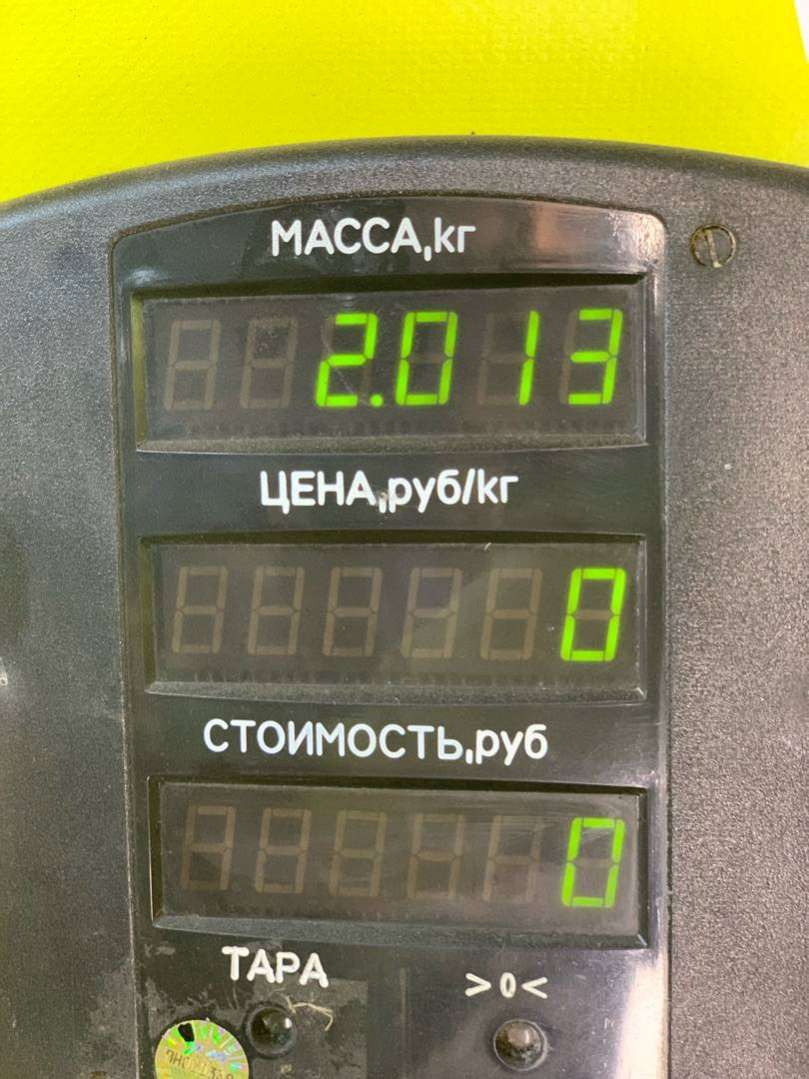 МАССА,кг
2.013
ЦЕНА,руб/кг
0
СТОИМОСТЬ,руб
0
ТАРА >0<